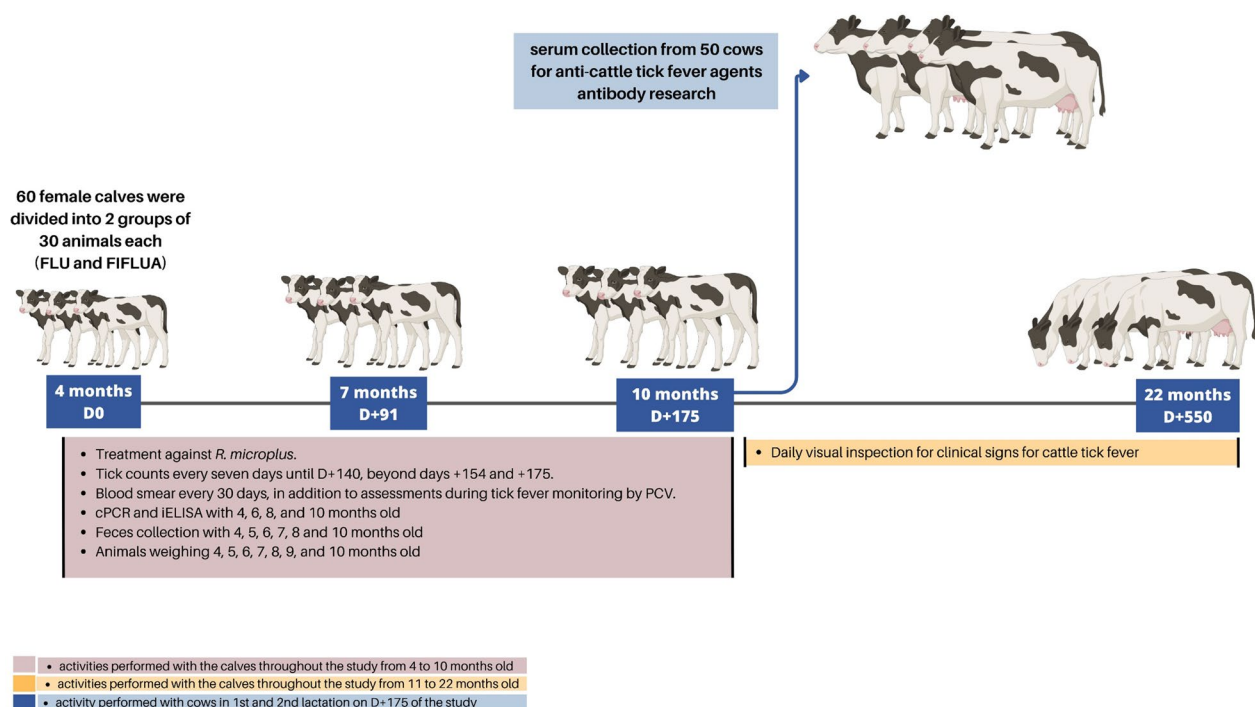 serum collection from 50 cows
for anti-cattle tick fever agents
antibody research
60 female calves were
divided into 2 groups of
30 animals each
(FLU and FIFLUA)
4 months
D0
7 months
D+91
10 months
D+175
22 months
D+550
• Treatment against R. microplus.
• Tick counts every seven days until D+140, beyond days +154 and +175.
• Blood smear every 30 days, in addition to assessments during tick fever monitoring by PCV.
• cPCR and iELISA with 4, 6, 8, and 10 months old
• Feces collection with 4, 5, 6, 7, 8 and 10 months old
• Animals weighing 4, 5, 6, 7, 8, 9, and 10 months old
• Daily visual inspection for clinical signs for cattle tick fever
• activities performed with the calves throughout the study from 4 to 10 months old
• activities performed with the calves throughout the study from 11 to 22 months old
• activity performed with cows in 1st and 2nd lactation on D+175 of the study